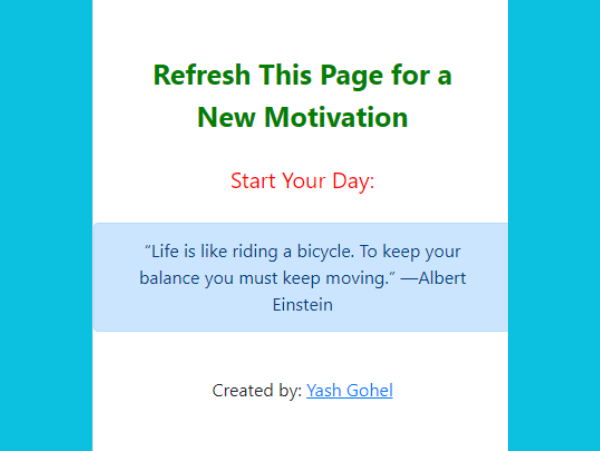 Refresh This Page for a
New Motivation
Start Your Day:
“Life is like riding a bicycle. To keep your
balance you must keep moving.” —Albert
Einstein
Created by: Yash Gohel